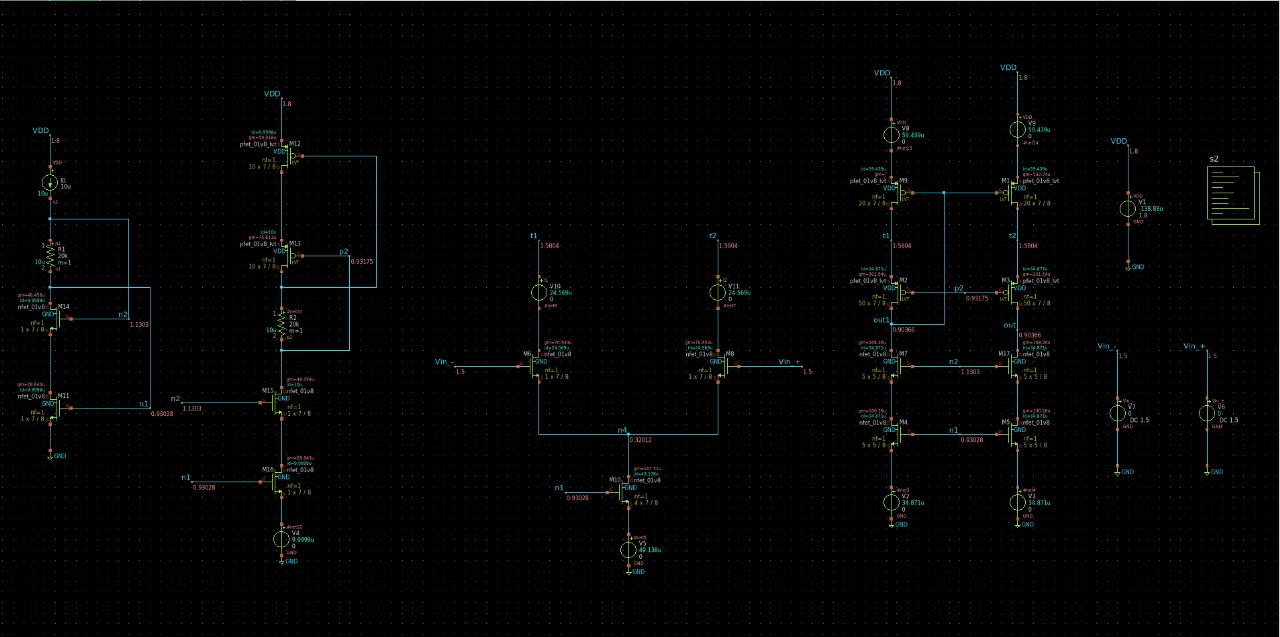 VDD
1.8
I1
10u
10u
R1
20k
m=1
10u
M14
nfet_01v8
GND
nf=1
1 x 7 / 8
n2
1.1303
M11
nfet_01v8
GND
nf=1
1 x 7 / 8
n1
0.93028
GND
VDD
1.8
M12
pfet_01v8_lvt
VDD
LVT
nf=1
10 x 7 / 8
M13
pfet_01v8_lvt
VDD
LVT
nf=1
10 x 7 / 8
p2
0.93175
R2
20k
m=1
10u
n2
1.1303
M15
nfet_01v8
GND
nf=1
1 x 7 / 8
n1
0.93028
M16
nfet_01v8
GND
nf=1
1 x 7 / 8
V4
9.9999u
0
GND
t1
1.5804
V10
24.569u
0
t2
1.5804
V11
24.569u
0
Vin_-
1.5
M6
nfet_01v8
GND
nf=1
1 x 7 / 8
M8
nfet_01v8
GND
nf=1
1 x 7 / 8
Vin_+
1.5
n4
0.32012
n1
0.93028
M10
nfet_01v8
GND
nf=1
4 x 7 / 8
V5
49.138u
0
GND
VDD
1.8
V8
59.439u
0
VDD
1.8
V9
59.439u
0
M9
pfet_01v8_lvt
VDD
LVT
nf=1
20 x 7 / 8
pfet_01v8_lvt
VDD
LVT
nf=1
20 x 7 / 8
t1
1.5804
t2
1.5804
M2
pfet_01v8_lvt
VDD
nf=1
50 x 7 / 8
p2
0.93175
pfet_01v8_lvt
VDD
nf=1
50 x 7 / 8
out1
0.90366
out
0.90366
M7
nfet_01v8
GND
nf=1
5 x 5 / 8
n2
1.1303
M17
nfet_01v8
GND
nf=1
5 x 5 / 8
M4
nfet_01v8
GND
nf=1
5 x 5 / 8
n1
0.93028
M5
nfet_01v8
GND
nf=1
5 x 5 / 8
V2
34.871u
0
GND
V3
34.871u
0
GND
VDD
1.8
V1
-138.88u
1.8
GND
s2
Vin_-
1.5
V7
0
DC 1.5
GND
Vin_+
1.5
V6
0
DC 1.5
GND